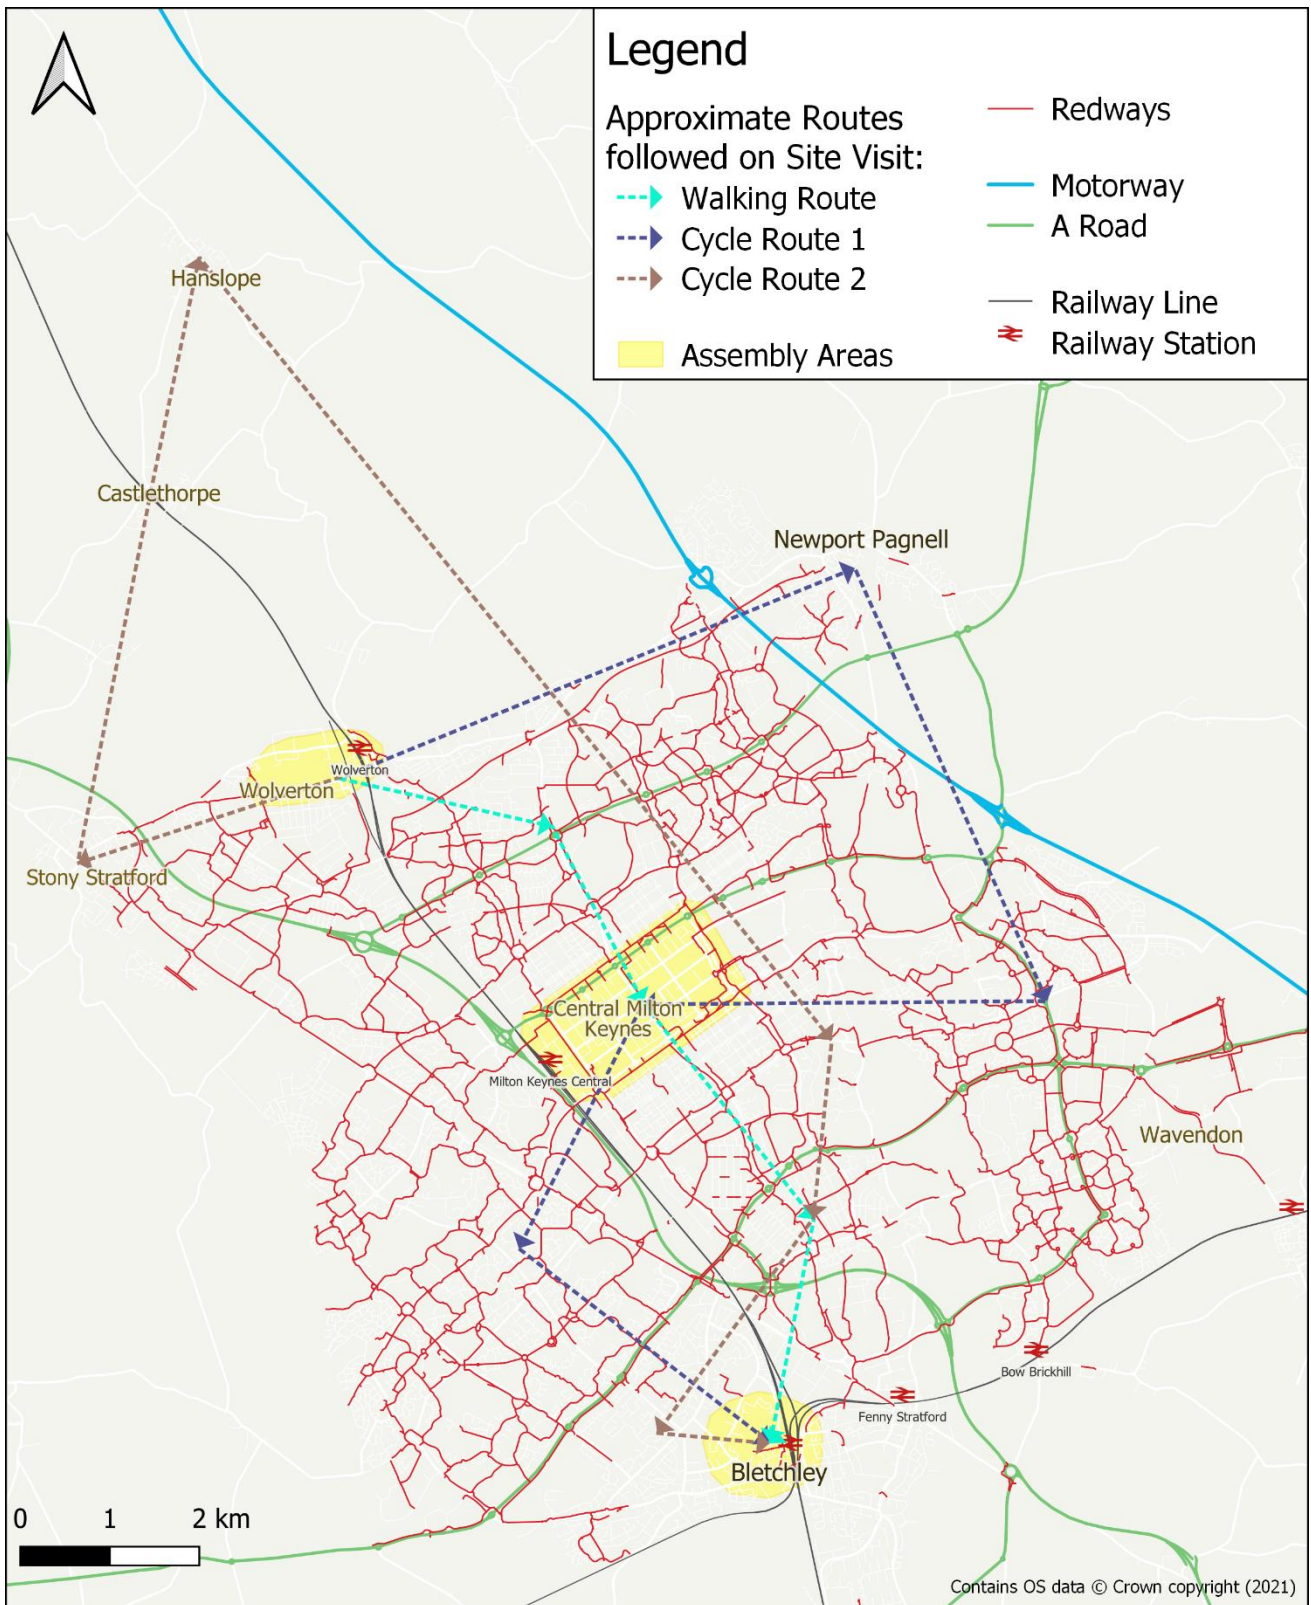 Legend
Approximate Routes
followed on Site Visit:
Walking Route
Cycle Route 1
Cycle Route 2
Assembly Areas
Redways
Motorway
A Road
Railway Line
Railway Station
Hanslope
Castlethorpe
Newport Pagnell
Wolverton
Wolverton
Stony Stratford
Central Milton
Keynes
Milton Keynes Central
Wavendon
Bow Brickhill
Fenny Stratford
Bletchley
0 1 2 km
Contains OS data © Crown copyright (2021)